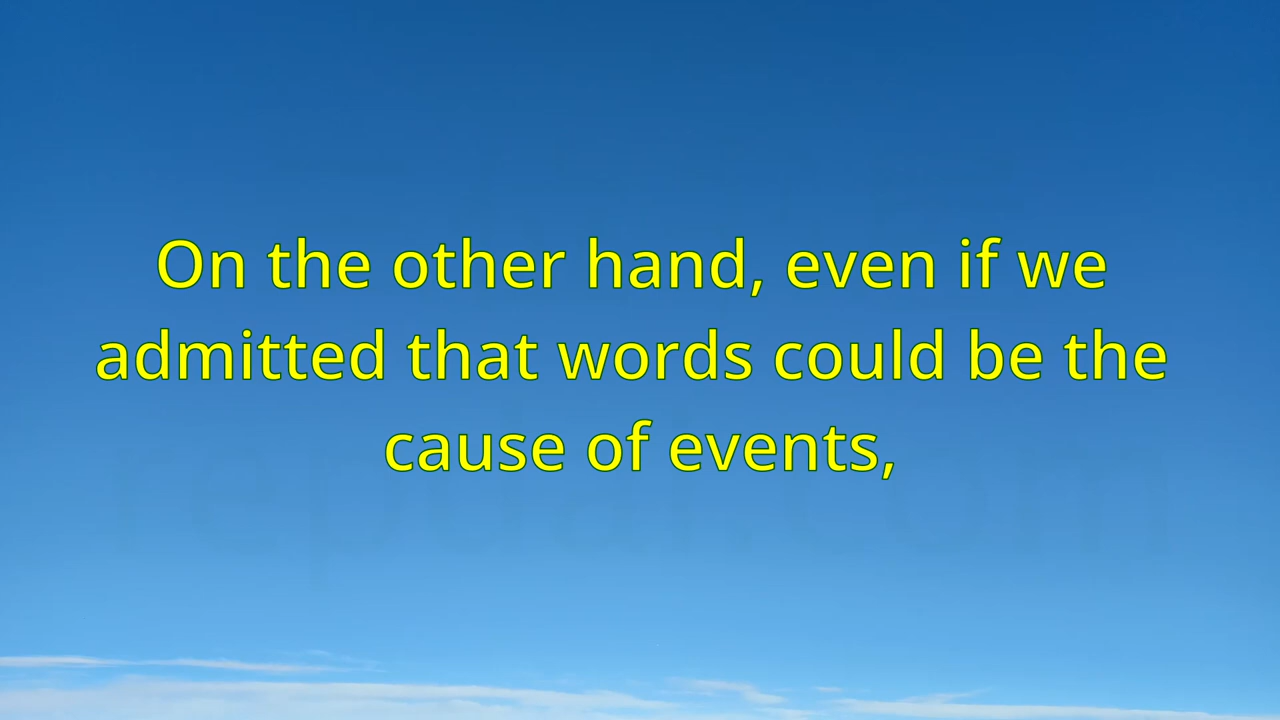 On the other hand, even if we
admitted that words could be the
cause of events,